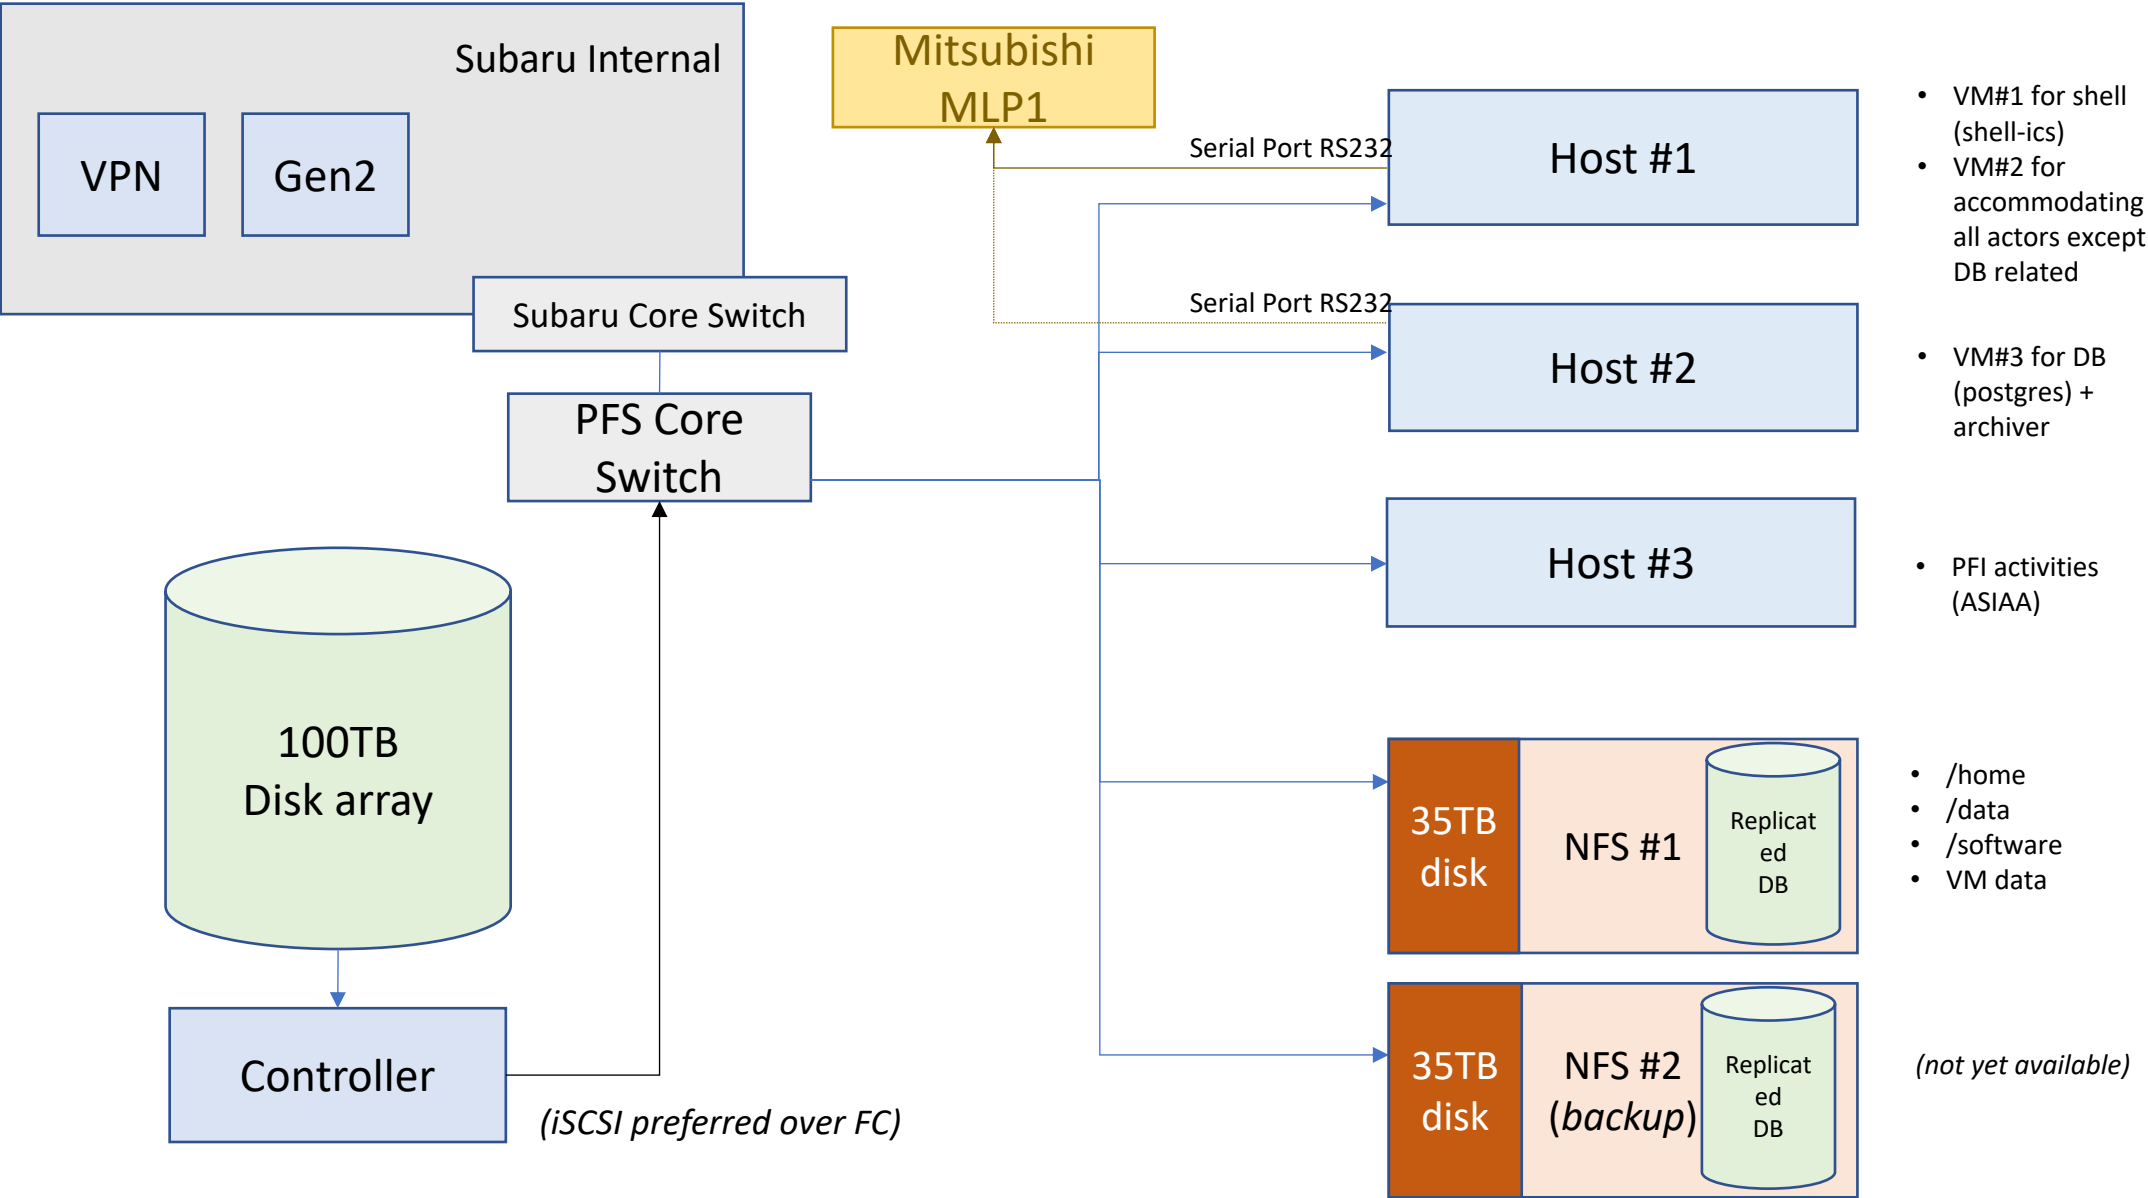 Subaru Internal
VPN
Gen2
Subaru Core Switch
PFS Core
Switch
100TB
Disk array
Controller
(iSCSI preferred over FC)
Mitsubishi
MLP1
Serial Port RS232
Host #1
• VM#1 for shell
(shell-ics)
• VM#2 for
accommodating
all actors except
DB related
Serial Port RS232
Host #2
• VM#3 for DB
(postgres) +
archiver
Host #3
• PFI activities
(ASIAA)
35TB
disk
NFS #1
Replicat
ed
DB
• /home
• /data
• /software
• VM data
35TB
disk
NFS #2
(backup)
Replicat
ed
DB
(not yet available)